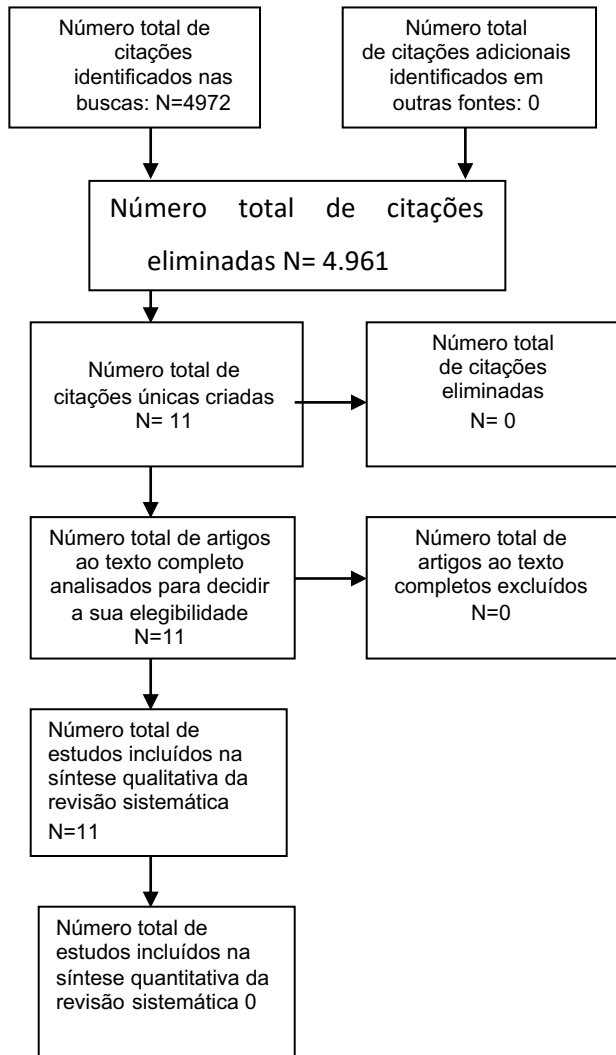 Número total de
citações
identificados nas
buscas: N=4972
Número total
de citações adicionais
identificados em
outras fontes: 0
Número total de citações
eliminadas N= 4.961
Número total de
citações únicas criadas
N= 11
Número total
de citações
eliminadas
N= 0
Número total de artigos
ao texto completo
analisados para decidir
a sua elegibilidade
N=11
Número total de
artigos ao texto
completos excluídos
N=0
Número total de
estudos incluídos na
síntese qualitativa da
revisão sistemática
N=11
Número total de
estudos incluídos na
síntese quantitativa da
revisão sistemática 0